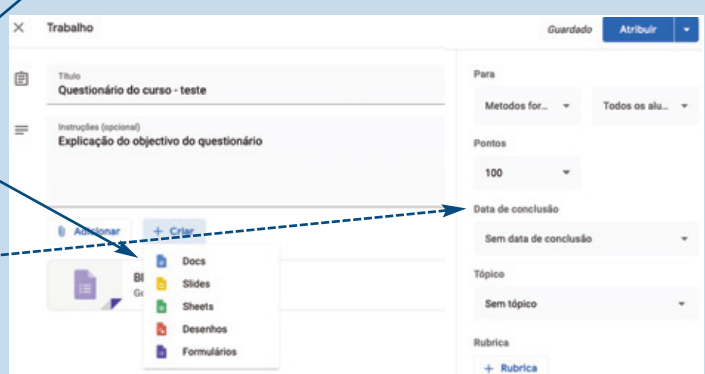 Trabalho
Guardado
Atribuir
Título
Questionário do curso - teste
Instruções (opcional)
Explicação do objectivo do questionário
Adicionar
+ Criar
Docs
Slides
Sheets
Desenhos
Formulários
Para
Metodos for...
Todos os alu...
Pontos
100
Data de conclusão
Sem data de conclusão
Tópico
Sem tópico
Rubrica
+ Rubrica